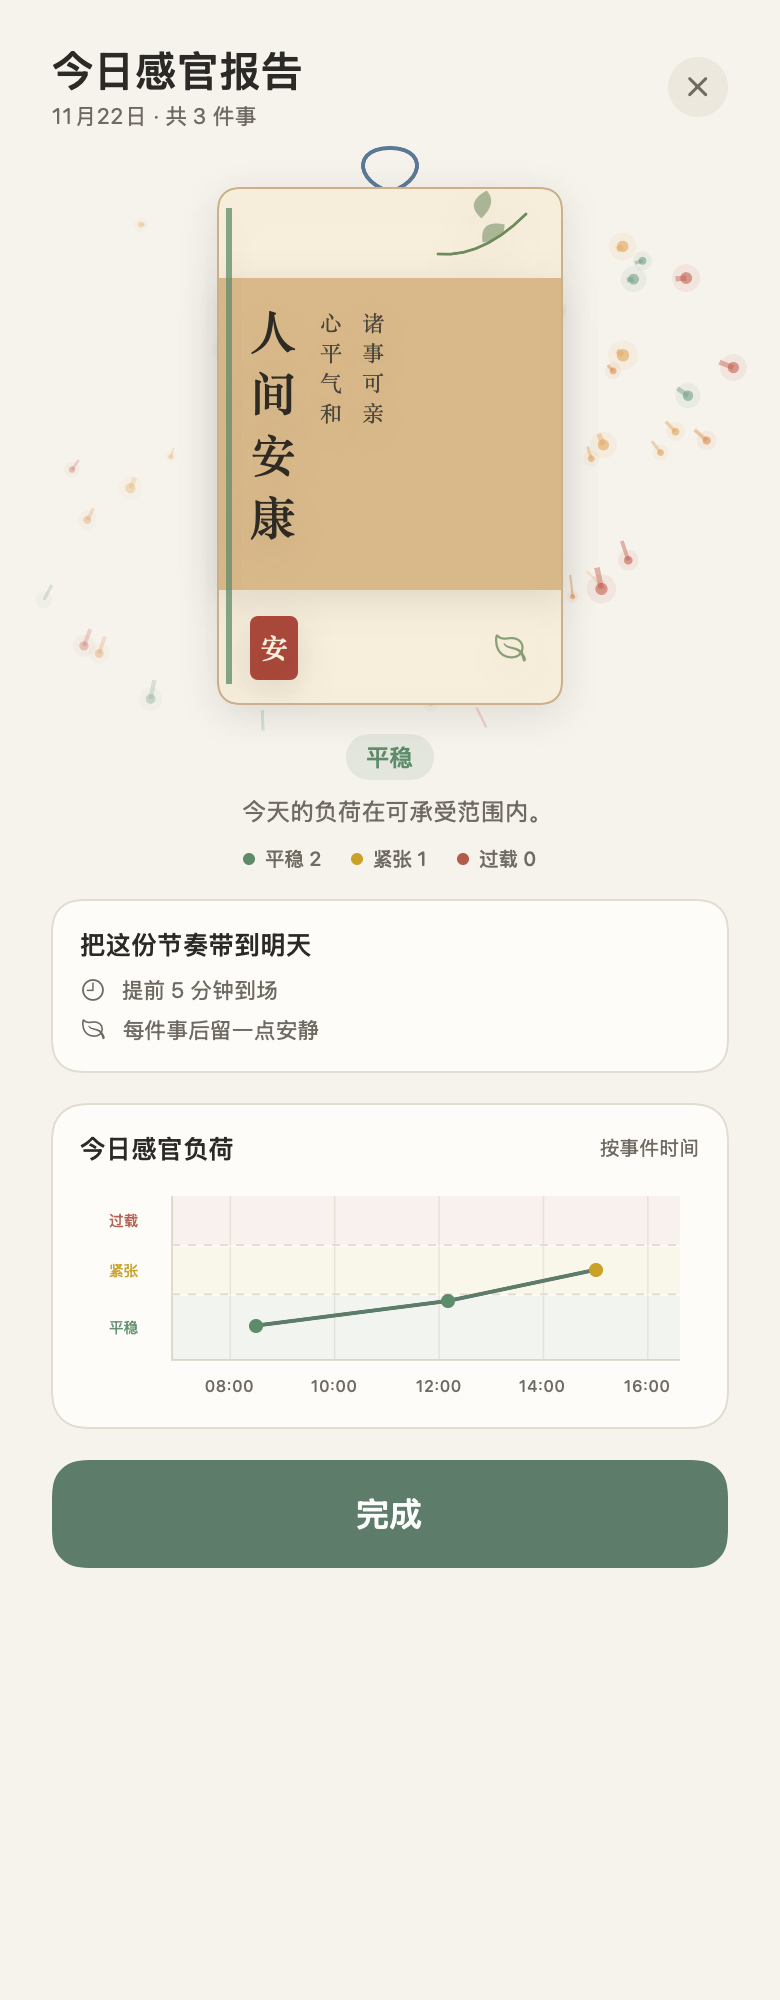 今日感官报告
11月22日 · 共 3 件事
人间安康
心平气和
诸事可亲
安
平稳
今天的负荷在可承受范围内。
平稳 2
紧张 1
过载 0
把这份节奏带到明天
提前 5 分钟到场
每件事后留一点安静
今日感官负荷
按事件时间
过载
紧张
平稳
08:00
10:00
12:00
14:00
16:00
完成